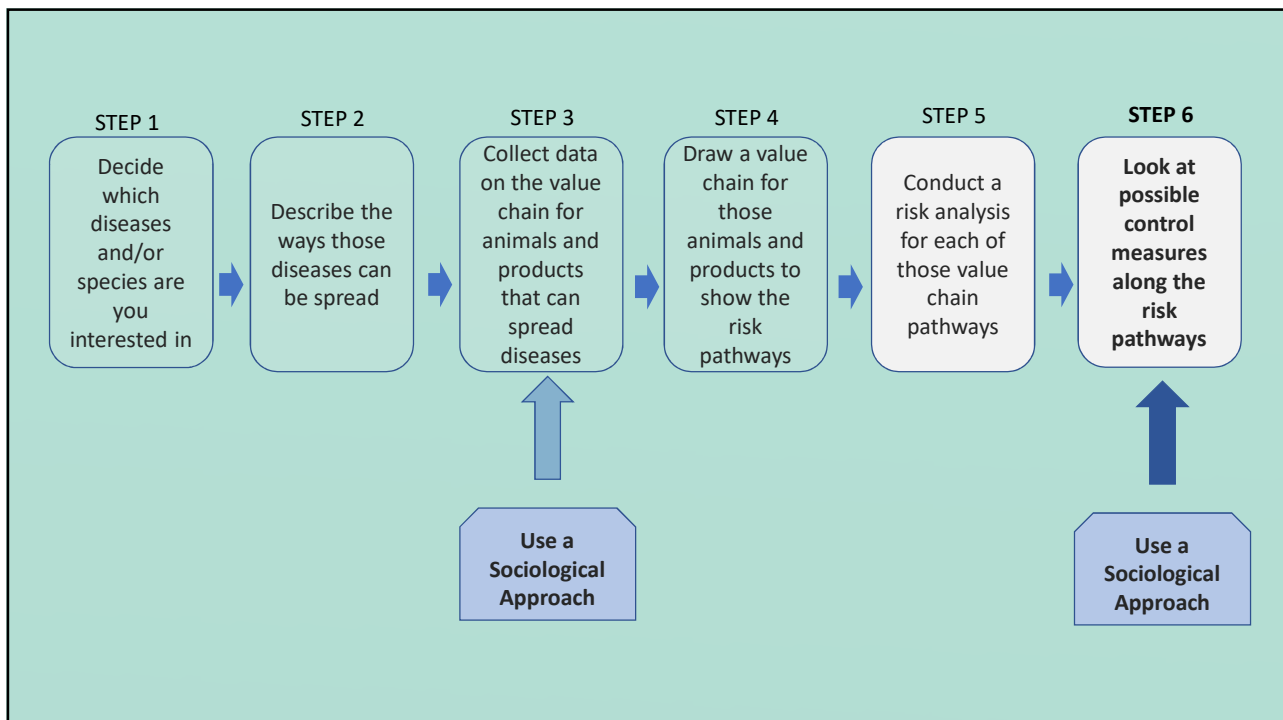 STEP 1
Decide
which
diseases
and/or
species are
you
interested in
STEP 2
Describe the
ways those
diseases can
be spread
STEP 3
Collect data
on the value
chain for
animals and
products
that can
spread
diseases
STEP 4
Draw a value
chain for
those
animals and
products to
show the
risk
pathways
STEP 5
Conduct a
risk analysis
for each of
those value
chain
pathways
STEP 6
Look at
possible
control
measures
along the
risk
pathways
Use a
Sociological
Approach
Use a
Sociological
Approach